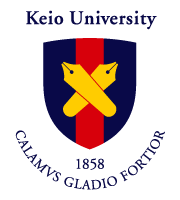 Keio University
1858
CALAMVS GLADIO FORTIOR